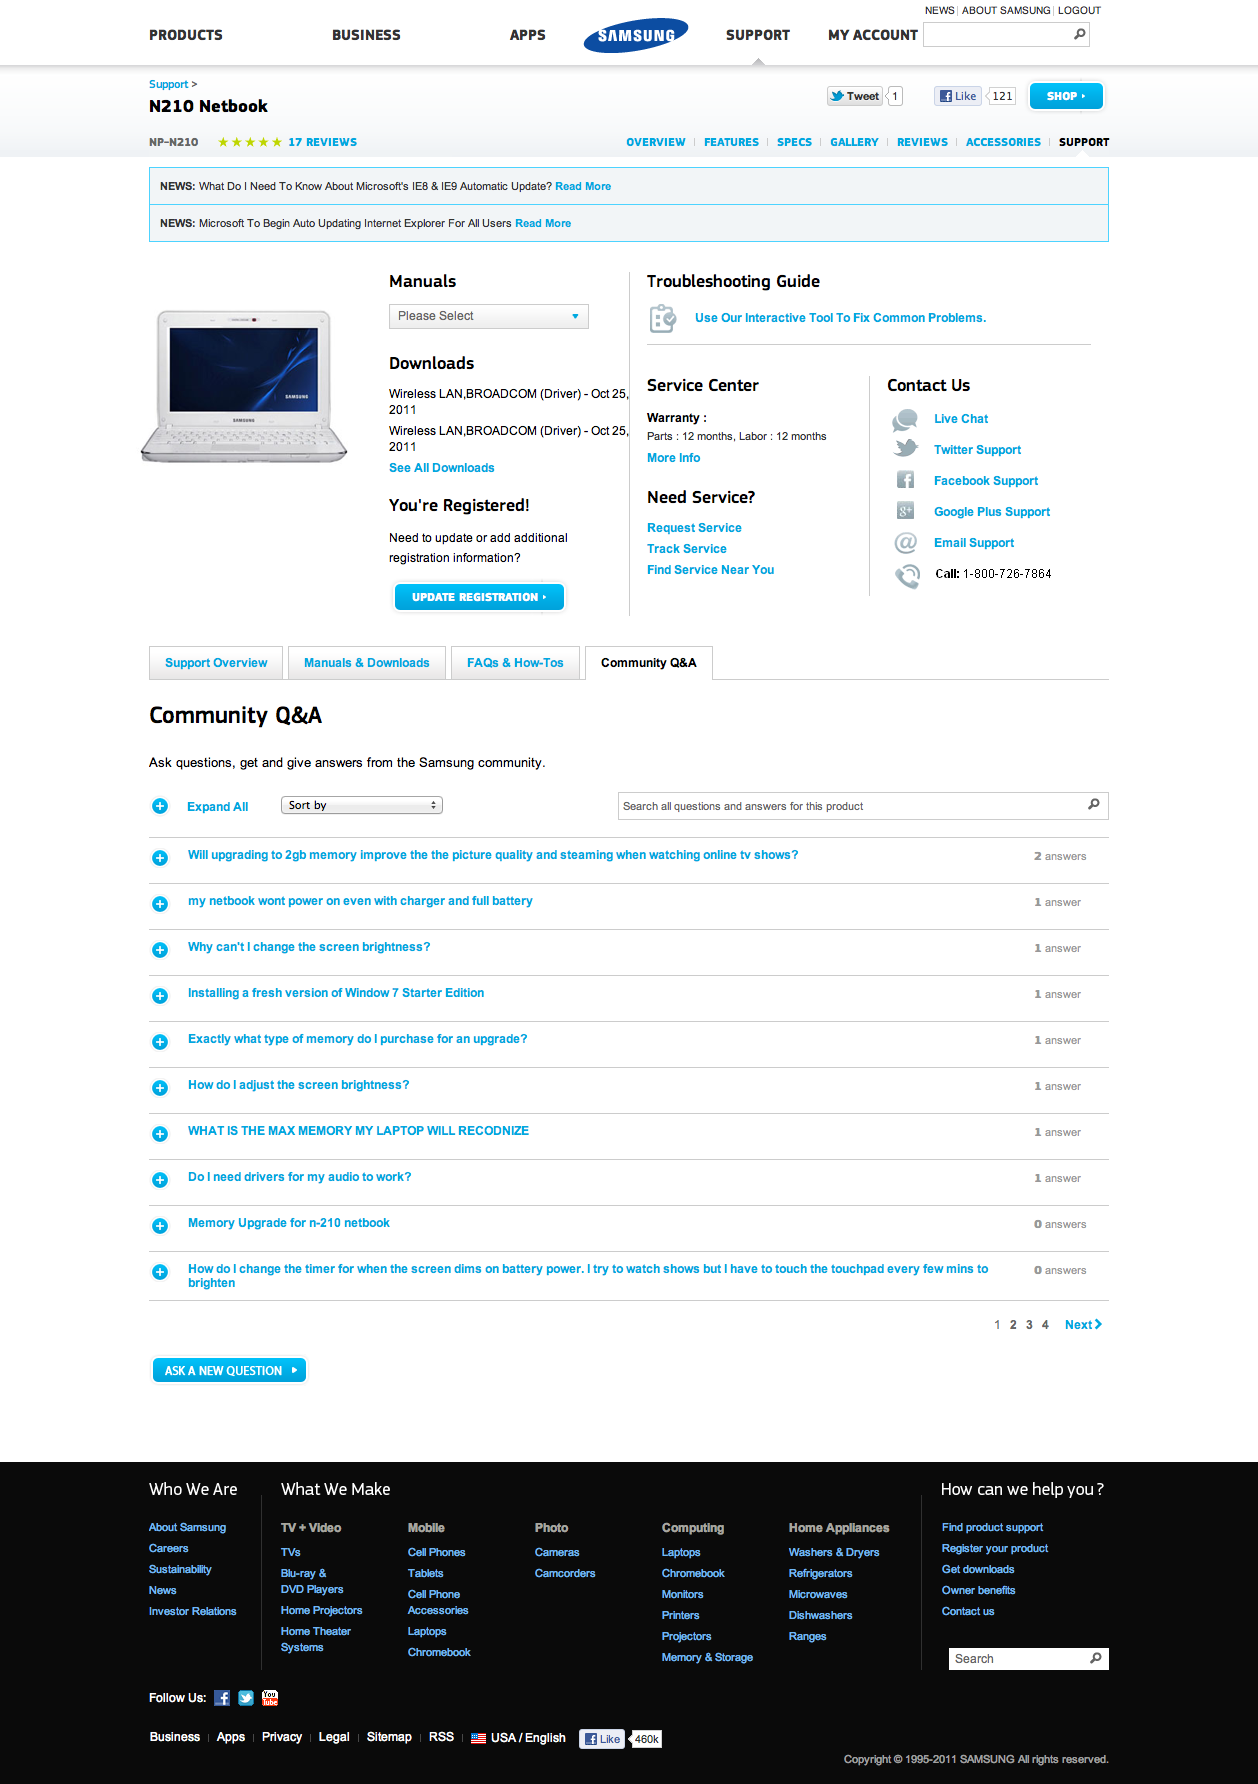 NEWS | ABOUT SAMSUNG | LOGOUT
PRODUCTS BUSINESS APPS SAMSUNG SUPPORT MY ACCOUNT
Support >
N210 Netbook
Tweet 1 Like 121 SHOP
NP-N210 17 REVIEWS
OVERVIEW FEATURES SPECS GALLERY REVIEWS ACCESSORIES SUPPORT
NEWS: What Do I Need To Know About Microsoft's IE8 & IE9 Automatic Update? Read More
NEWS: Microsoft To Begin Auto Updating Internet Explorer For All Users Read More
SAMSUNG
SAMSUNG
Manuals
Please Select
Downloads
Wireless LAN,BROADCOM (Driver) - Oct 25,
2011
Wireless LAN,BROADCOM (Driver) - Oct 25,
2011
See All Downloads
You're Registered!
Need to update or add additional
registration information?
UPDATE REGISTRATION
Troubleshooting Guide
Use Our Interactive Tool To Fix Common Problems.
Service Center
Warranty :
Parts : 12 months, Labor : 12 months
More Info
Need Service?
Request Service
Track Service
Find Service Near You
Contact Us
Live Chat
Twitter Support
Facebook Support
Google Plus Support
Email Support
Call: 1-800-726-7864
Support Overview Manuals & Downloads FAQs & How-Tos Community Q&A
Community Q&A
Ask questions, get and give answers from the Samsung community.
Expand All Sort by Search all questions and answers for this product
Will upgrading to 2gb memory improve the the picture quality and steaming when watching online tv shows? 2 answers
my netbook wont power on even with charger and full battery 1 answer
Why can't I change the screen brightness? 1 answer
Installing a fresh version of Window 7 Starter Edition 1 answer
Exactly what type of memory do I purchase for an upgrade? 1 answer
How do I adjust the screen brightness? 1 answer
WHAT IS THE MAX MEMORY MY LAPTOP WILL RECODNIZE 1 answer
Do I need drivers for my audio to work? 1 answer
Memory Upgrade for n-210 netbook 0 answers
How do I change the timer for when the screen dims on battery power. I try to watch shows but I have to touch the touchpad every few mins to 0 answers
brighten
1 2 3 4 Next
ASK A NEW QUESTION
Who We Are
About Samsung
Careers
Sustainability
News
Investor Relations
What We Make
TV + Video
TVs
Blu-ray &
DVD Players
Home Projectors
Home Theater
Systems
Mobile
Cell Phones
Tablets
Cell Phone
Accessories
Laptops
Chromebook
Photo
Cameras
Camcorders
Computing
Laptops
Chromebook
Monitors
Printers
Projectors
Memory & Storage
Home Appliances
Washers & Dryers
Refrigerators
Microwaves
Dishwashers
Ranges
How can we help you?
Find product support
Register your product
Get downloads
Owner benefits
Contact us
Search
Follow Us: You Tube
Business | Apps | Privacy | Legal | Sitemap | RSS | USA / English Like 460k
Copyright © 1995-2011 SAMSUNG All rights reserved.